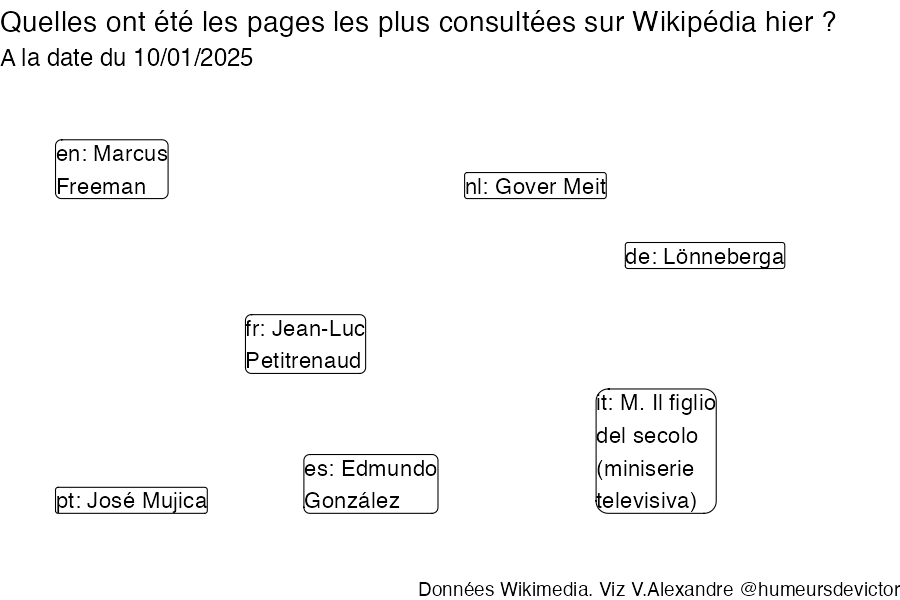 Quelles ont été les pages les plus consultées sur Wikipédia hier ?
A la date du 10/01/2025
en: Marcus
Freeman
nl: Gover Meit
de: Lönneberga
fr: Jean-Luc
Petitrenaud
it: M. Il figlio
del secolo
(miniserie
televisiva)
es: Edmundo
González
pt: José Mujica
Données Wikimedia. Viz V.Alexandre @humeursdevictor